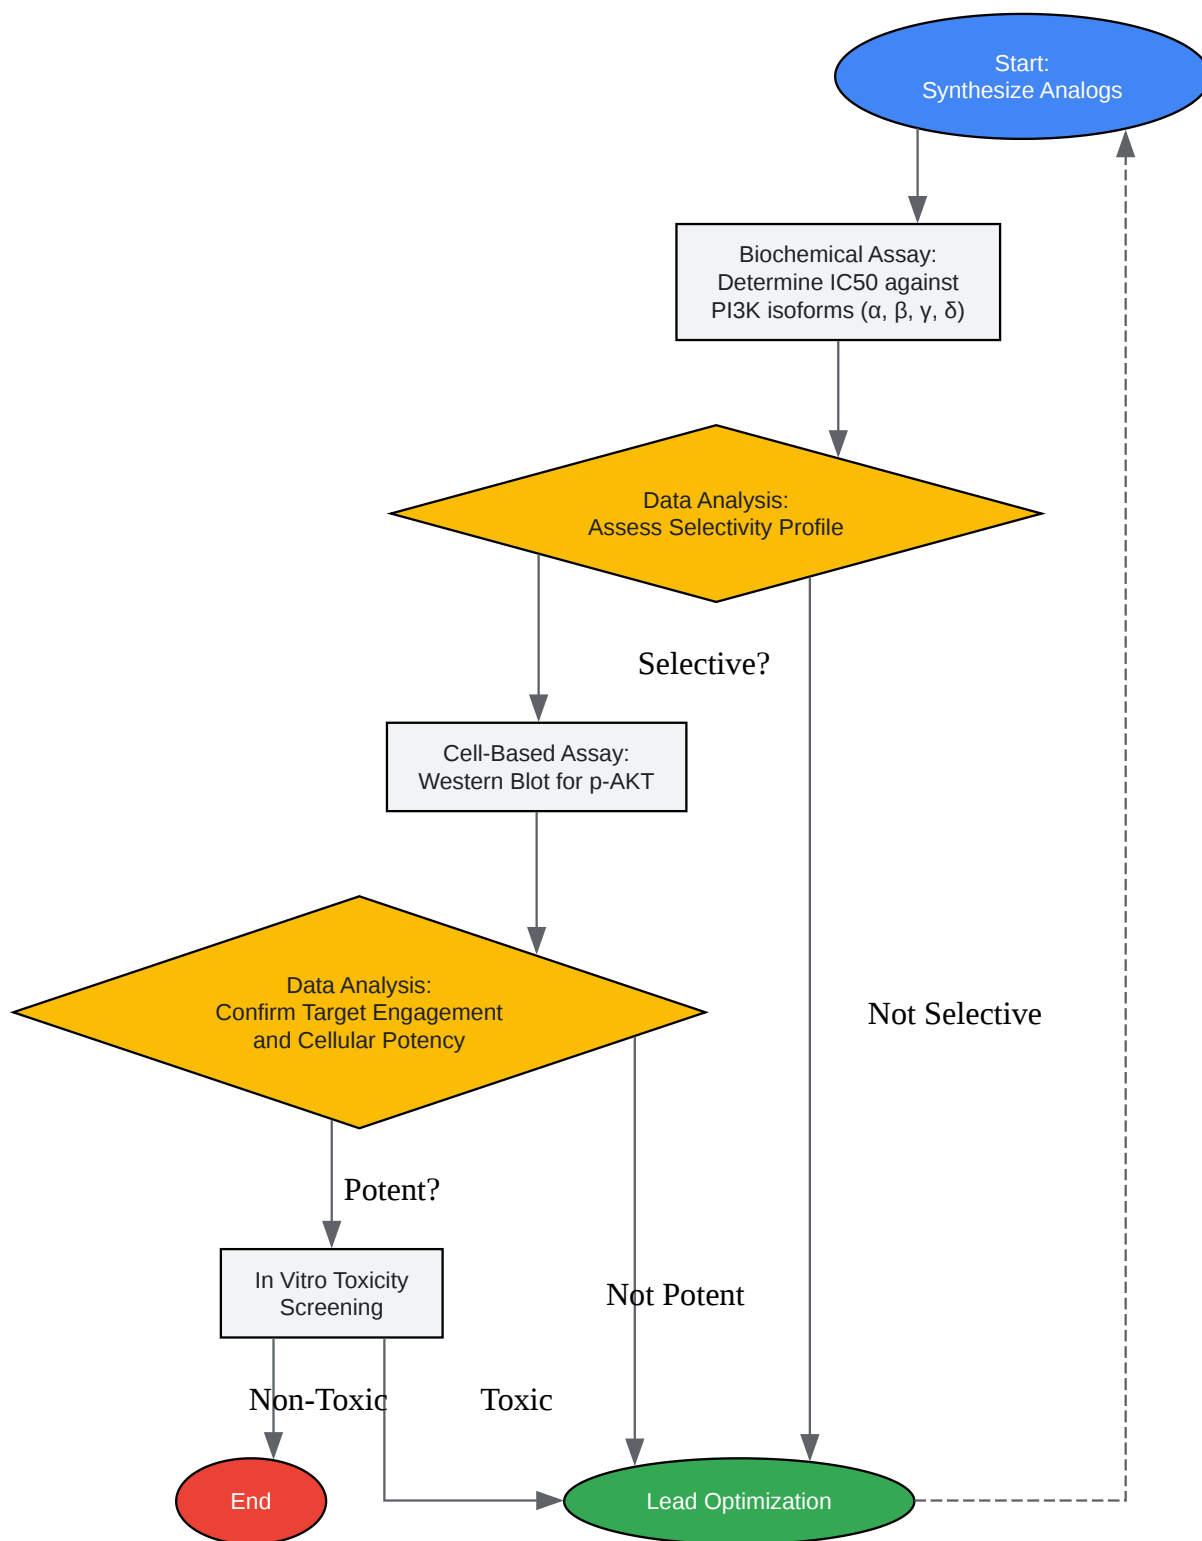 Start:
Synthesize Analogs
Biochemical Assay:
Determine IC50 against
PI3K isoforms (α, β, γ, δ)
Data Analysis:
Assess Selectivity Profile
Selective?
Cell-Based Assay:
Western Blot for p-AKT
Data Analysis:
Confirm Target Engagement
and Cellular Potency
Not Selective
Potent?
In Vitro Toxicity
Screening
Not Potent
Non-Toxic
Toxic
End
Lead Optimization